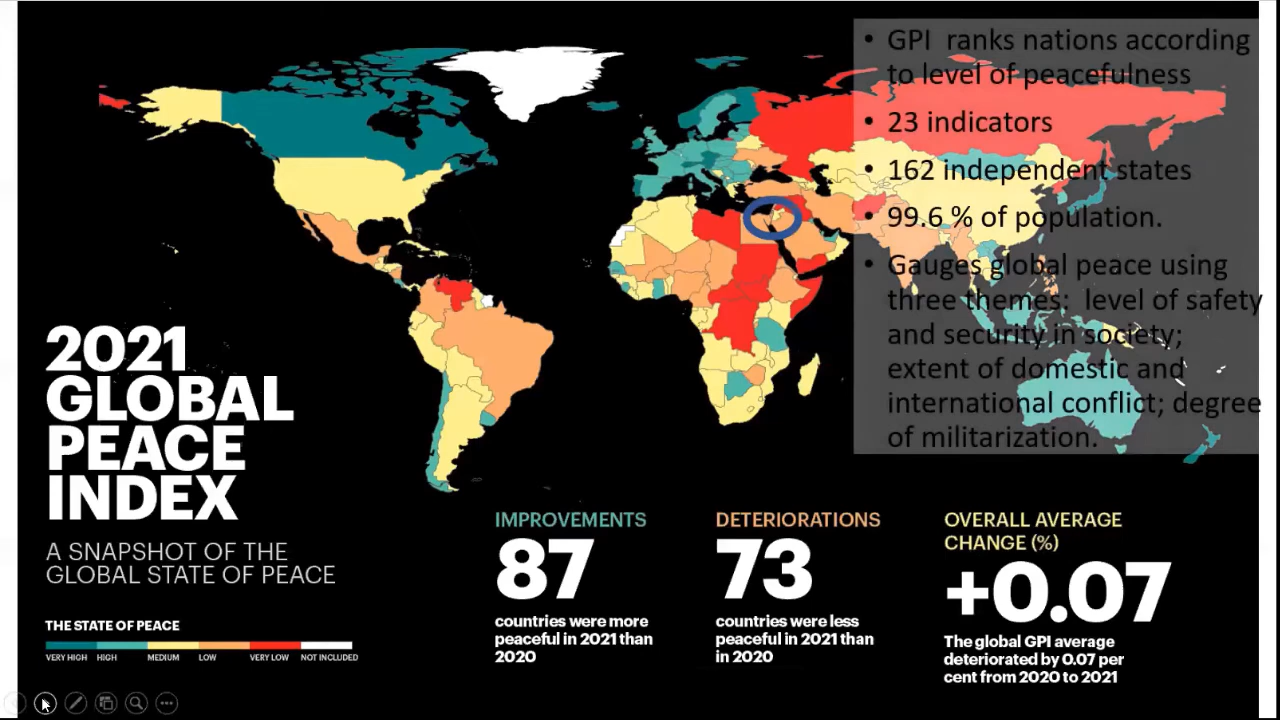 • GPI ranks nations according
to level of peacefulness
• 23 indicators
• 162 independent states
• 99.6 % of population.
• Gauges global peace using
three themes: level of safety
and security in society;
extent of domestic and
international conflict; degree
of militarization.
2021
GLOBAL
PEACE
INDEX
A SNAPSHOT OF THE
GLOBAL STATE OF PEACE
THE STATE OF PEACE
VERY HIGH HIGH MEDIUM LOW VERY LOW NOT INCLUDED
IMPROVEMENTS
87
countries were more
peaceful in 2021 than
2020
DETERIORATIONS
73
countries were less
peaceful in 2021 than
in 2020
OVERALL AVERAGE
CHANGE (%)
+0.07
The global GPI average
deteriorated by 0.07 per
cent from 2020 to 2021